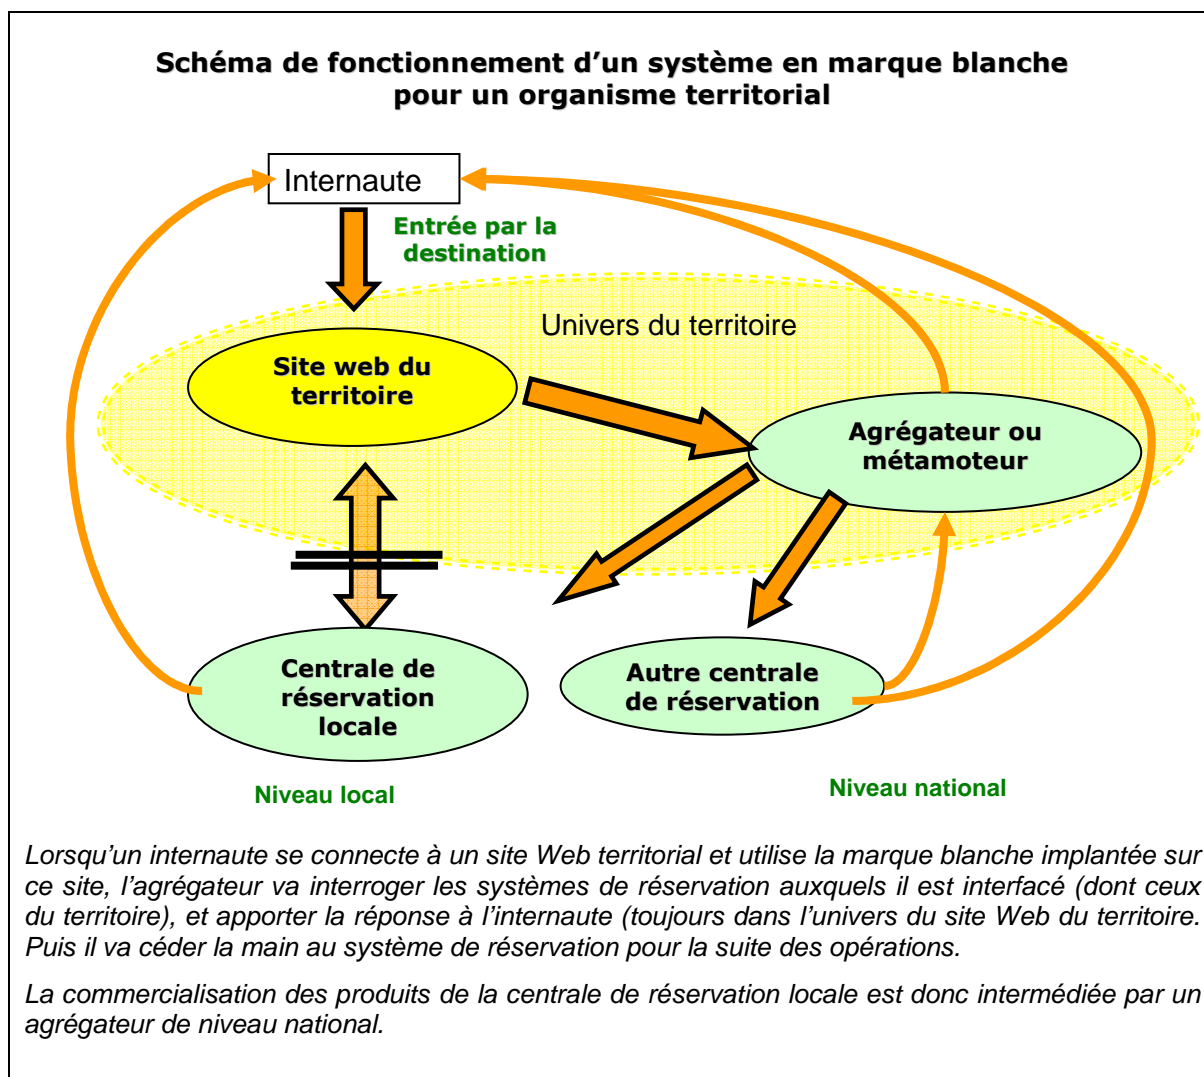 Schéma de fonctionnement d’un système en marque blanche
pour un organisme territorial
Internaute
Entrée par la
destination
Univers du territoire
Site web du
territoire
Agrégateur ou
métamoteur
Centrale de
réservation
locale
Autre centrale
de réservation
Niveau local
Niveau national
Lorsqu’un internaute se connecte à un site Web territorial et utilise la marque blanche implantée sur
ce site, l’agrégateur va interroger les systèmes de réservation auxquels il est interfacé (dont ceux
du territoire), et apporter la réponse à l’internaute (toujours dans l’univers du site Web du territoire.
Puis il va céder la main au système de réservation pour la suite des opérations.
La commercialisation des produits de la centrale de réservation locale est donc intermédiée par un
agrégateur de niveau national.